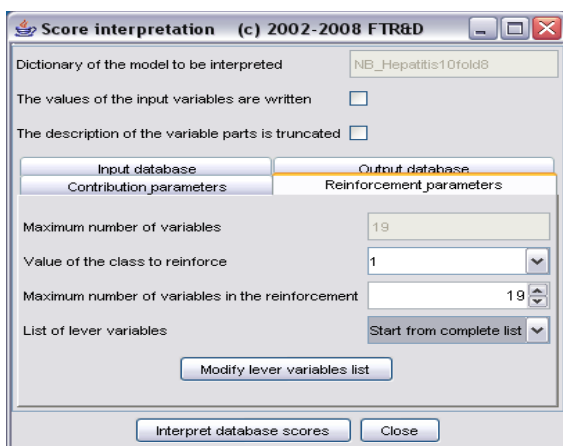 Score interpretation (c) 2002-2008 FTR&D
Dictionary of the model to be interpreted NB_Hepatitis10fold8
The values of the input variables are written
The description of the variable parts is truncated
Input database Output database
Contribution parameters Reinforcement parameters
Maximum number of variables 19
Value of the class to reinforce 1
Maximum number of variables in the reinforcement 19
List of lever variables Start from complete list
Modify lever variables list
Interpret database scores Close